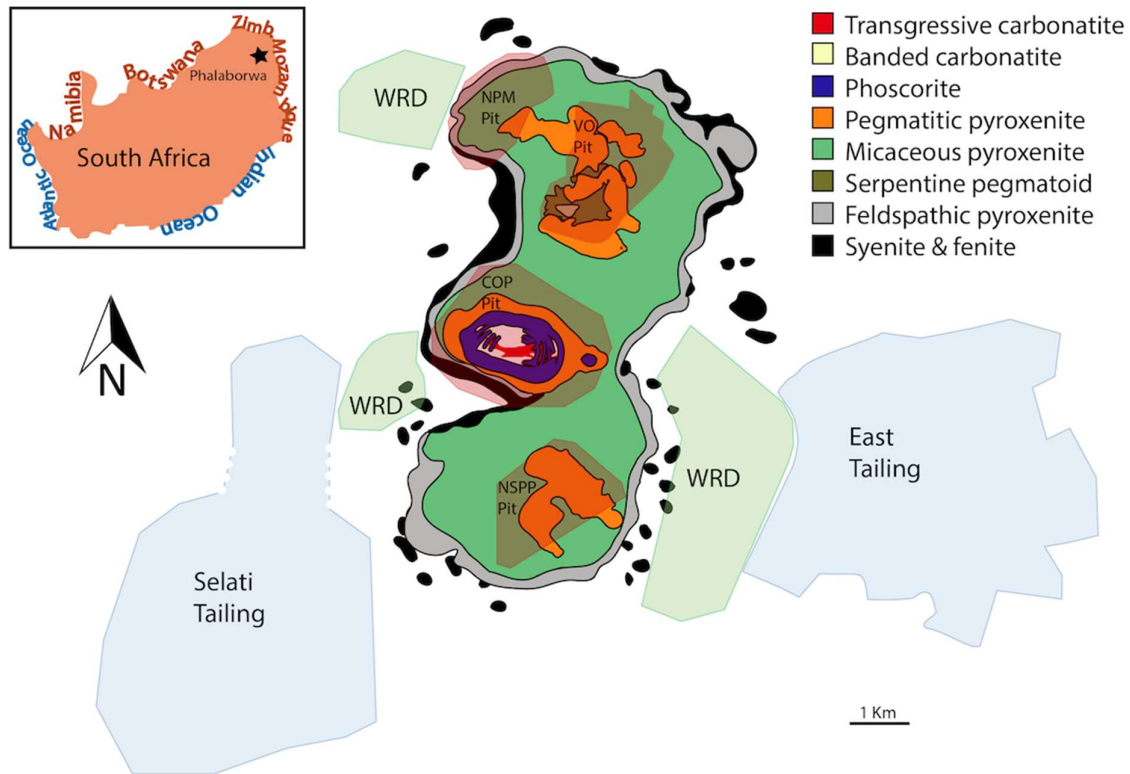 Zimb.
Mozambique
Botswana
Namibia
Phalaborwa
South Africa
Atlantic Ocean
Indian Ocean
N
WRD
NPM
Pit
VO
Pit
COP
Pit
WRD
NSPP
Pit
WRD
East
Tailing
Selati
Tailing
1 Km
Transgressive carbonatite
Banded carbonatite
Phoscorite
Pegmatitic pyroxenite
Micaceous pyroxenite
Serpentine pegmatoid
Feldspathic pyroxenite
Syenite & fenite